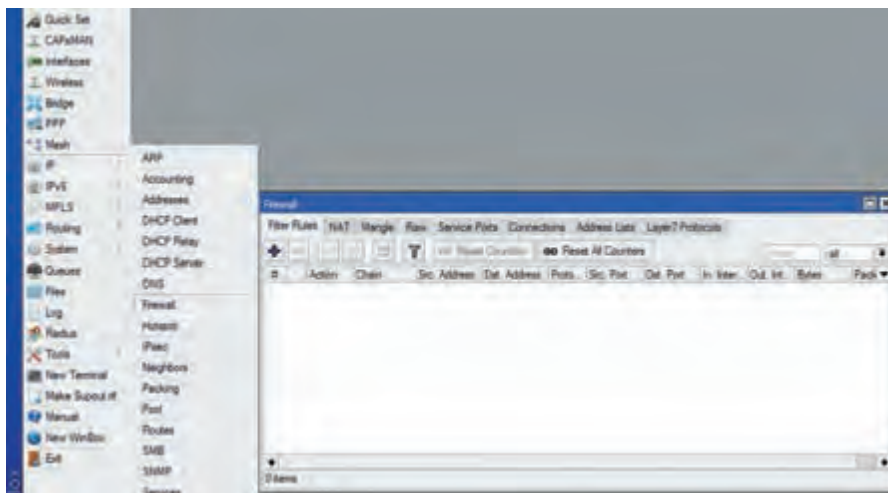 Quick Set
CAPsMAN
Interfaces
Wireless
Bridge
PPP
Mesh
IP
IPv6
MPLS
Routing
System
Queues
Files
Log
Radius
Tools
New Terminal
Make Supout.rif
Manual
New WinBox
Exit
ARP
Accounting
Addresses
DHCP Client
DHCP Relay
DHCP Server
DNS
Firewall
Hotspot
IPsec
Neighbors
Packing
Pool
Routes
SMB
SNMP
Services
Firewall
Filter Rules NAT Mangle Raw Service Ports Connections Address Lists Layer7 Protocols
Reset Counters 00 Reset All Counters all
# Action Chain Src. Address Dst. Address Proto... Src. Port Dst. Port In. Inter... Out. Int... Bytes Pack
0 items